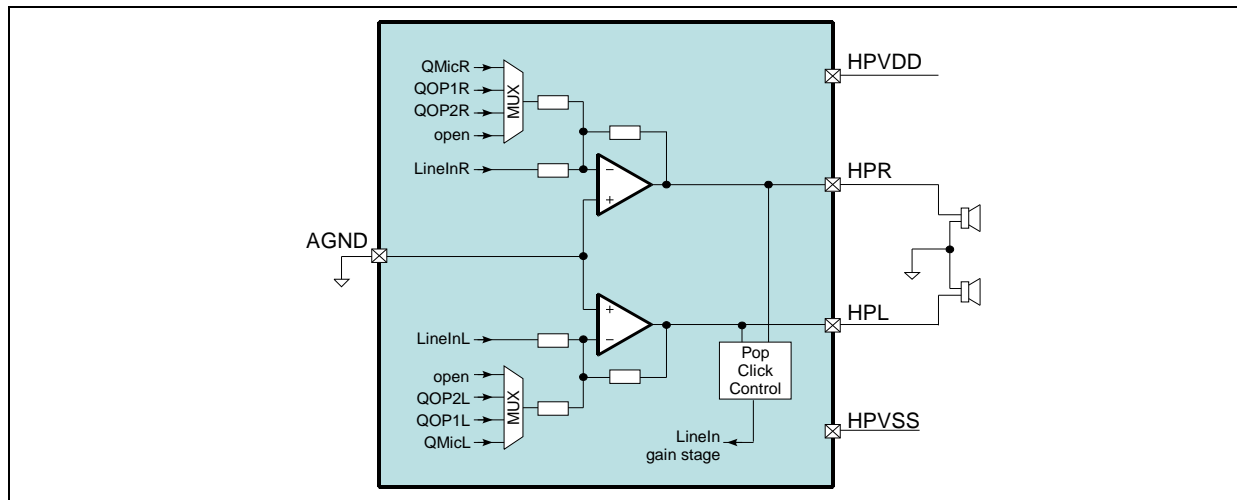 HPVDD
QMicR
QOP1R
QOP2R
open
MUX
LineInR
−
+
HPR
AGND
+
−
HPL
LineInL
open
QOP2L
QOP1L
QMicL
MUX
Pop
Click
Control
HPVSS
LineIn
gain stage